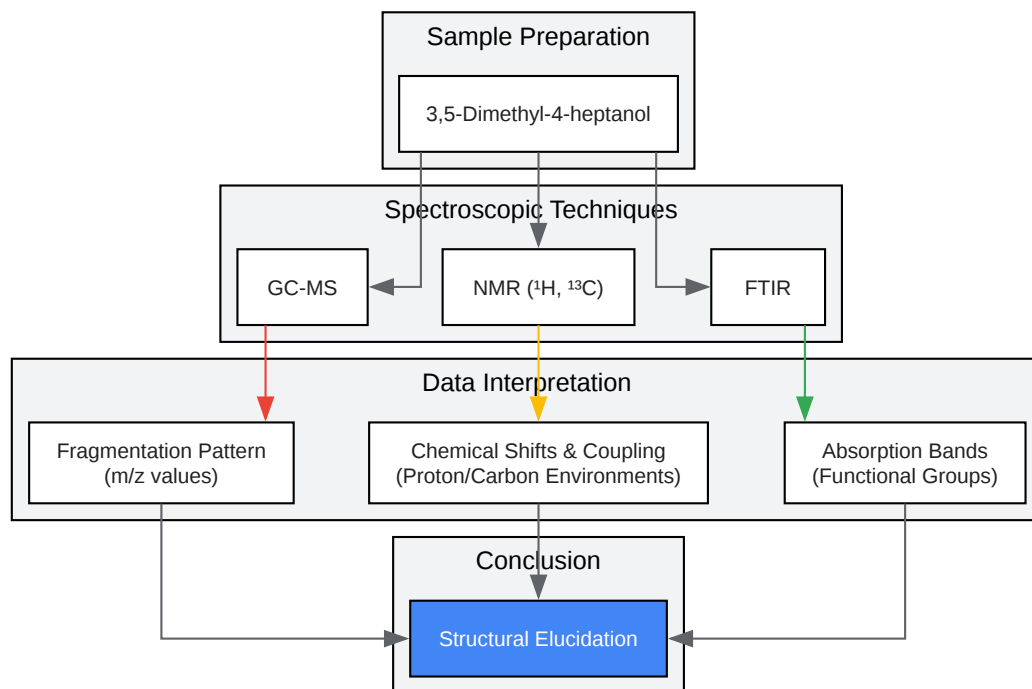 Sample Preparation
3,5-Dimethyl-4-heptanol
Spectroscopic Techniques
GC-MS
NMR (¹H, ¹³C)
FTIR
Data Interpretation
Fragmentation Pattern
(m/z values)
Chemical Shifts & Coupling
(Proton/Carbon Environments)
Absorption Bands
(Functional Groups)
Conclusion
Structural Elucidation